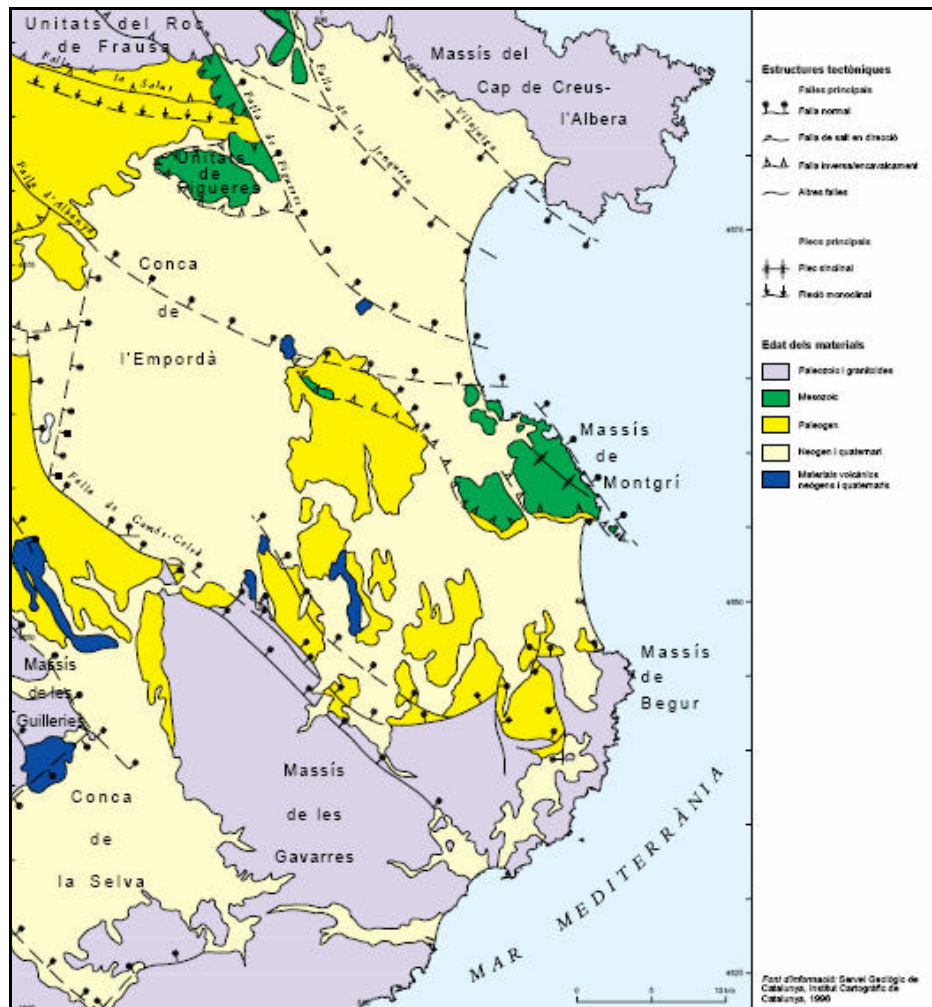 Unitats del Roc
de Frausa
Falla de la Salut
Falla de Figueres
Falla de la Jonquera
Falla de Vilajuïga
Massís del
Cap de Creus-
l'Albera
Unitats
de
Figueres
Falla d'Albanyà
Conca
de
l'Empordà
Massís
de
Montgrí
Falla de Camós-Celrà
Massís
de les
Guilleries
Massís
de
Begur
Massís
de les
Gavarres
Conca
de
la Selva
MAR MEDITERRÀNIA
0
10 km
Estructures tectòniques
Falles principals
Falla normal
Falla de salt en direcció
Falla inversa/encavalcament
Altres falles
Plecs principals
Plec sinclinal
Flexió monoclinal
Edat dels materials
Paleozoic i granitoides
Mesozoic
Paleogen
Neogen i quaternari
Materials volcànics
neògens i quaternaris
Font d'informació: Servei Geològic de
Catalunya, Institut Cartogràfic de
Catalunya, 1996